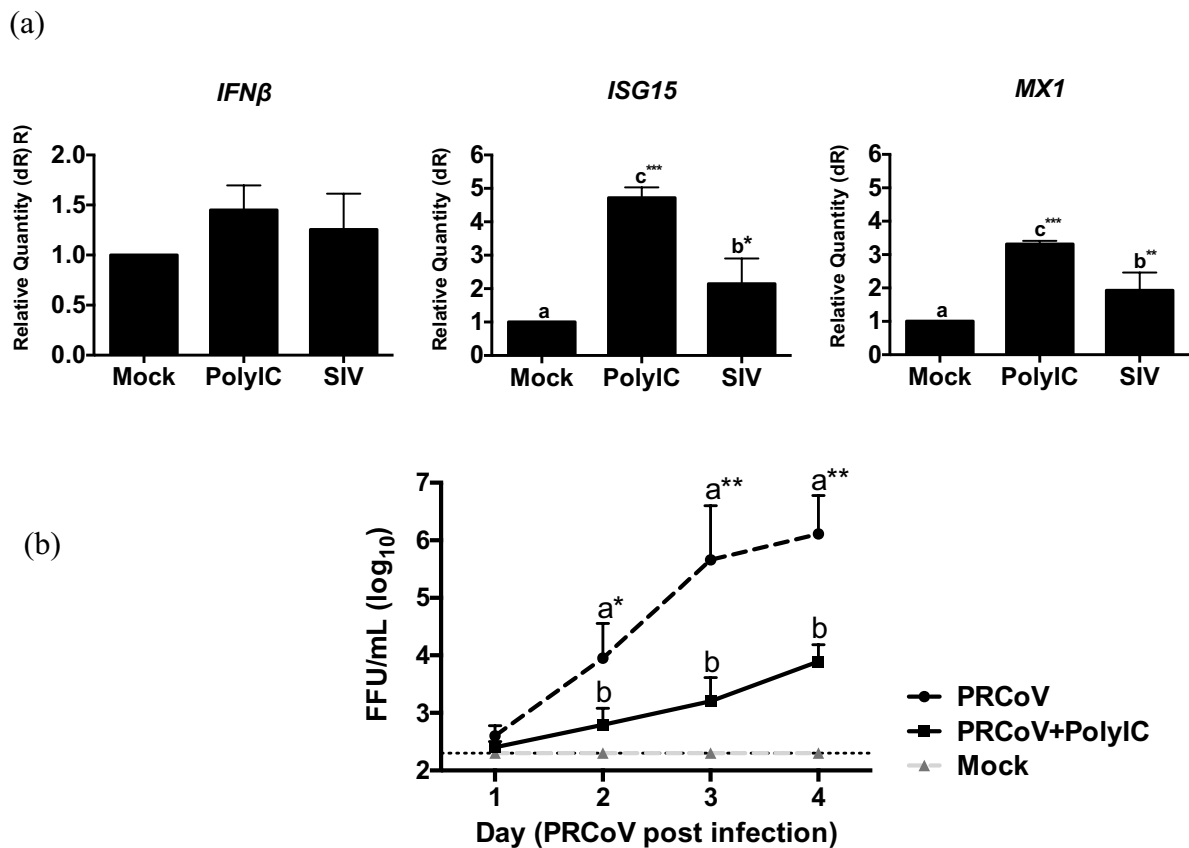 (a)
IFNβ
ISG15
MX1
Relative Quantity (dR) R)
2.0
1.5
1.0
0.5
0.0
Mock PolyIC SIV
Relative Quantity (dR)
6
5
4
3
2
1
0
a
c***
b*
Mock PolyIC SIV
Relative Quantity (dR)
6
5
4
3
2
1
0
a
c***
b**
Mock PolyIC SIV
(b)
FFU/mL (log10)
7
6
5
4
3
2
a*
a**
a**
b
b
b
1 2 3 4
Day (PRCoV post infection)
PRCoV
PRCoV+PolyIC
Mock